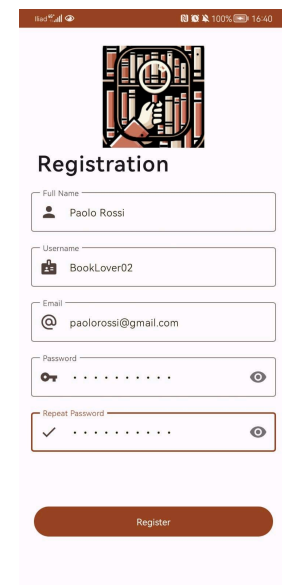 Iliad
100% 16:40
Registration
Full Name
Paolo Rossi
Username
BookLover02
Email
paolorossi@gmail.com
Password
Repeat Password
Register